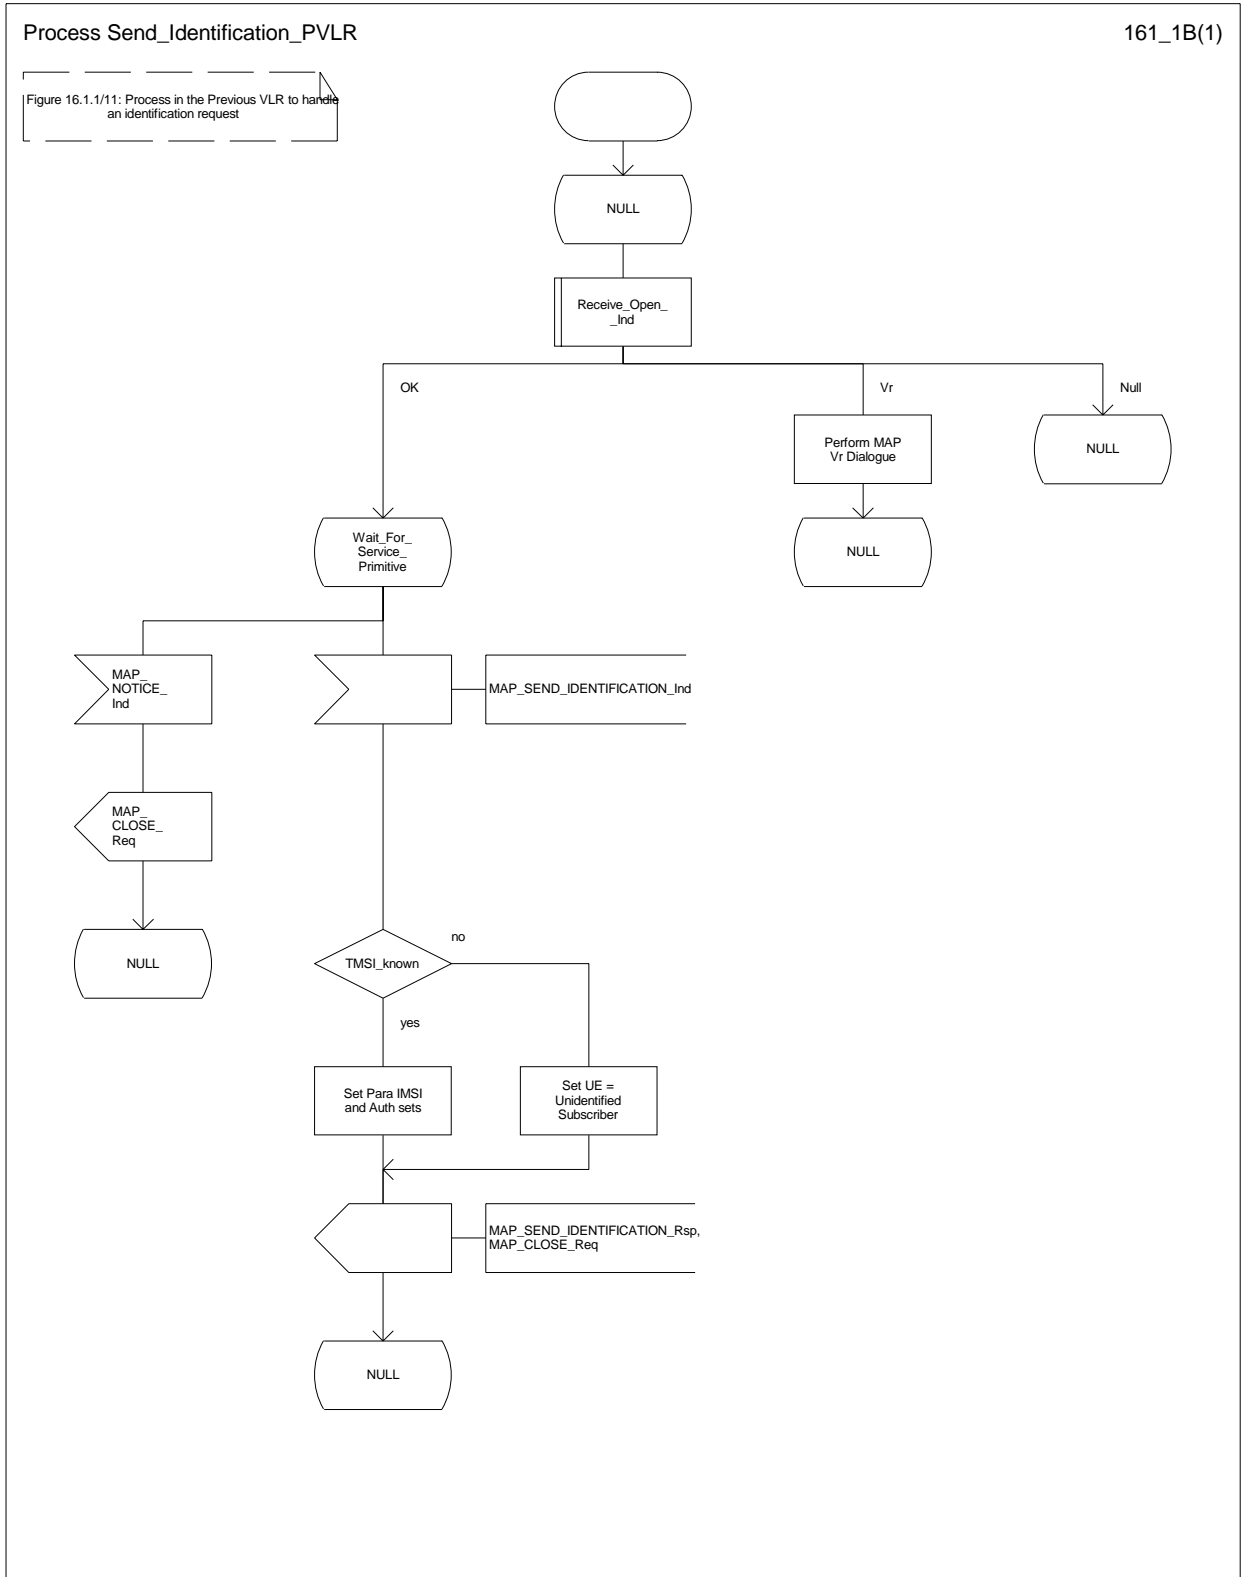 Process Send_Identification_PVLR
161_1B(1)
Figure 16.1.1/11: Process in the Previous VLR to handle
an identification request
NULL
Receive_Open_
_Ind
OK
Vr
Null
Perform MAP
Vr Dialogue
NULL
NULL
Wait_For_
Service_
Primitive
NULL
MAP_
NOTICE_
Ind
MAP_SEND_IDENTIFICATION_Ind
MAP_
CLOSE_
Req
NULL
TMSI_known
no
yes
Set Para IMSI
and Auth sets
Set UE =
Unidentified
Subscriber
MAP_SEND_IDENTIFICATION_Rsp,
MAP_CLOSE_Req
NULL